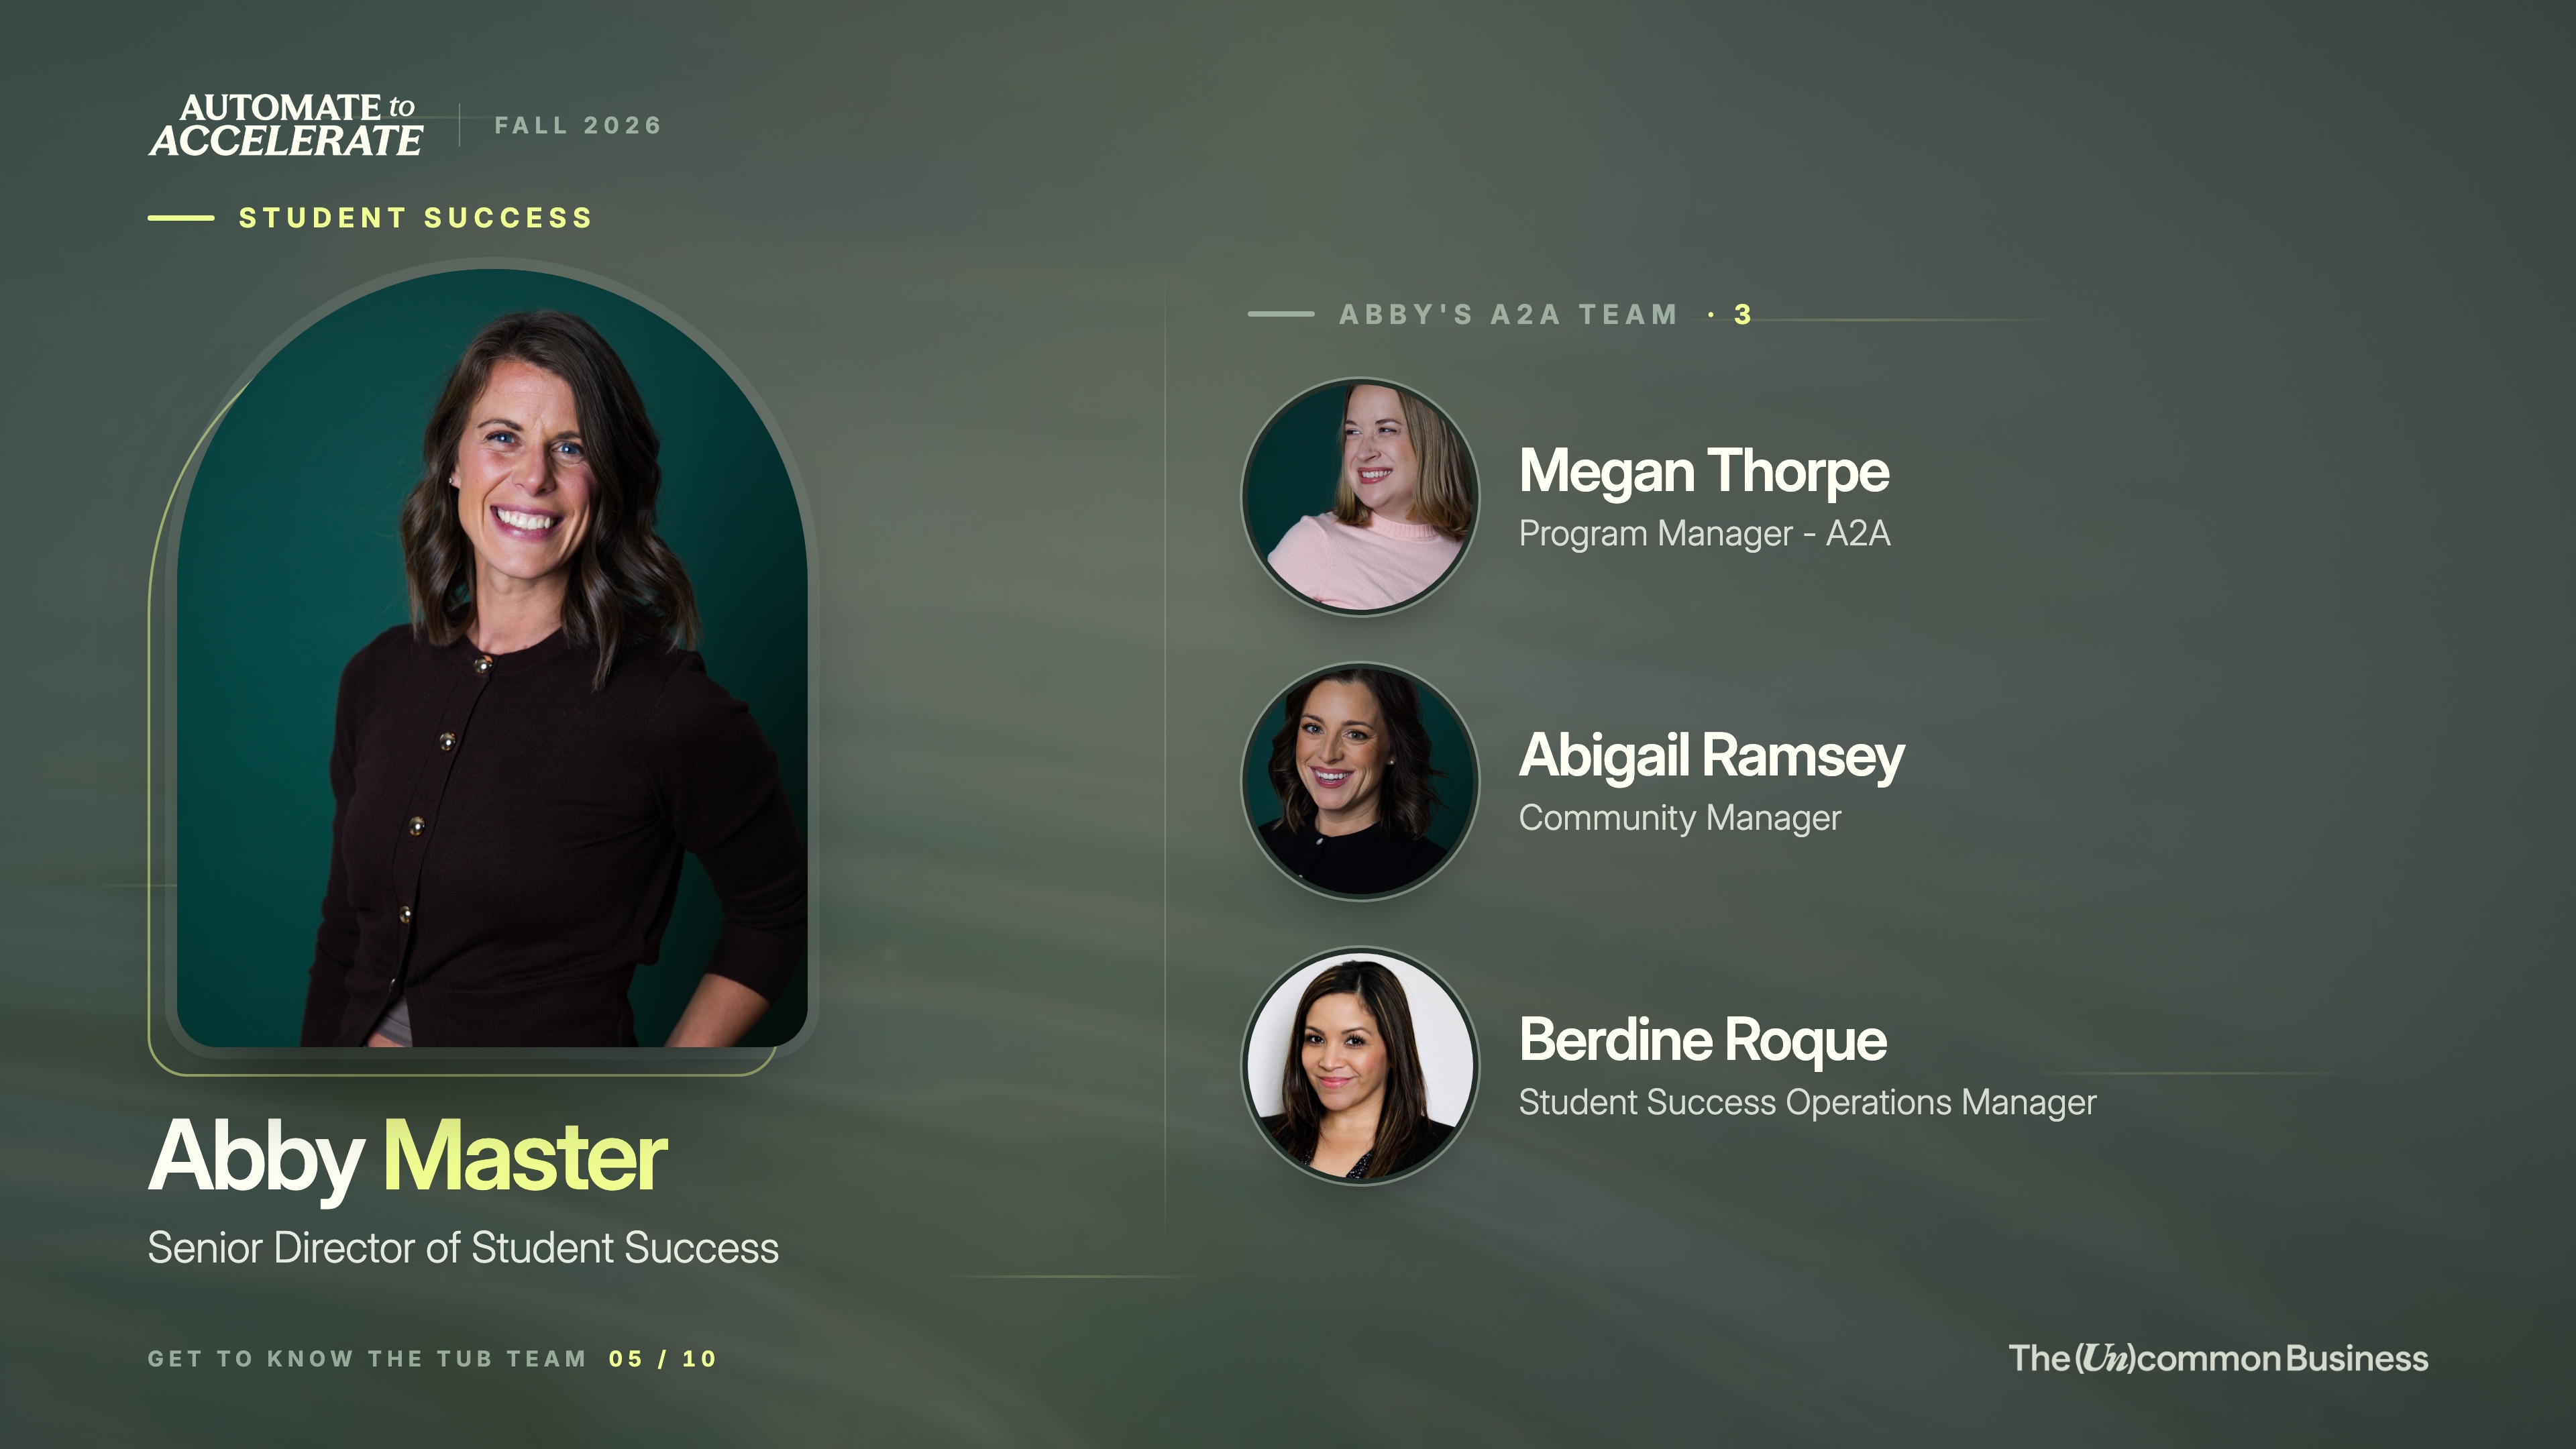 AUTOMATE to
ACCELERATE
FALL 2026
STUDENT SUCCESS
Abby Master
Senior Director of Student Success
ABBY'S A2A TEAM · 3
Megan Thorpe
Program Manager - A2A
Abigail Ramsey
Community Manager
Berdine Roque
Student Success Operations Manager
GET TO KNOW THE TUB TEAM 05 / 10
The (Un)common Business